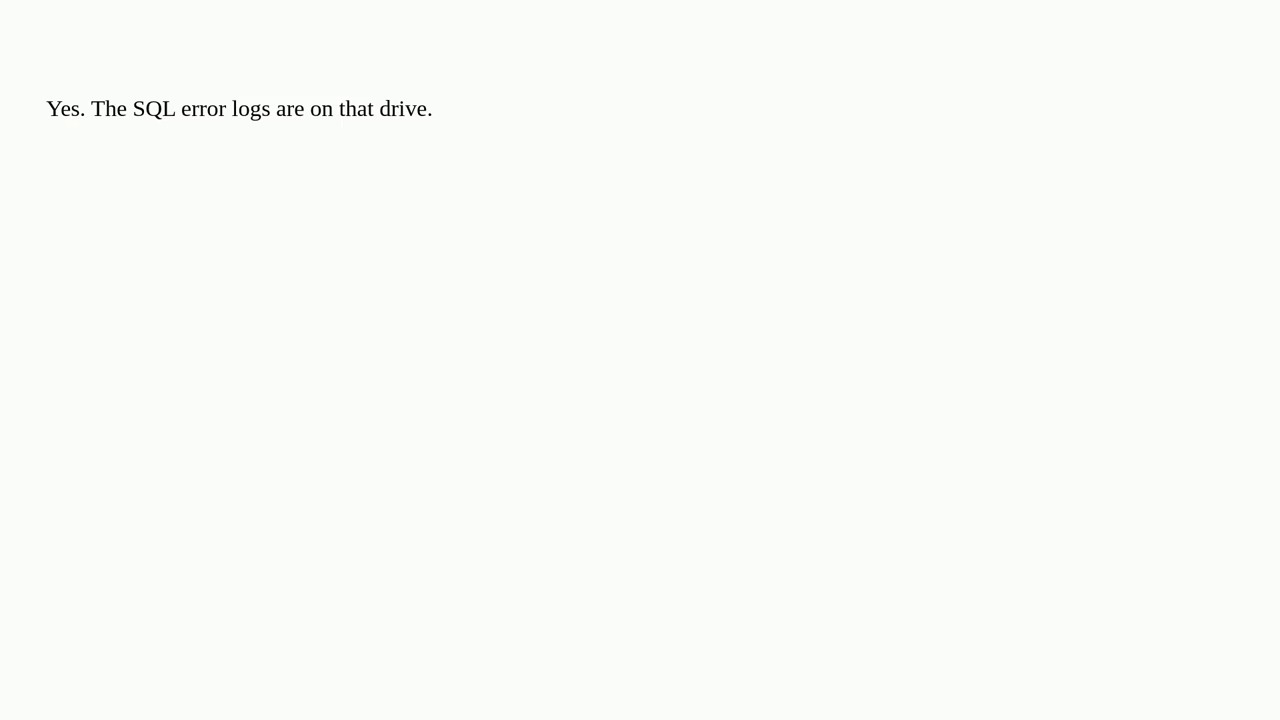 Yes. The SQL error logs are on that drive.